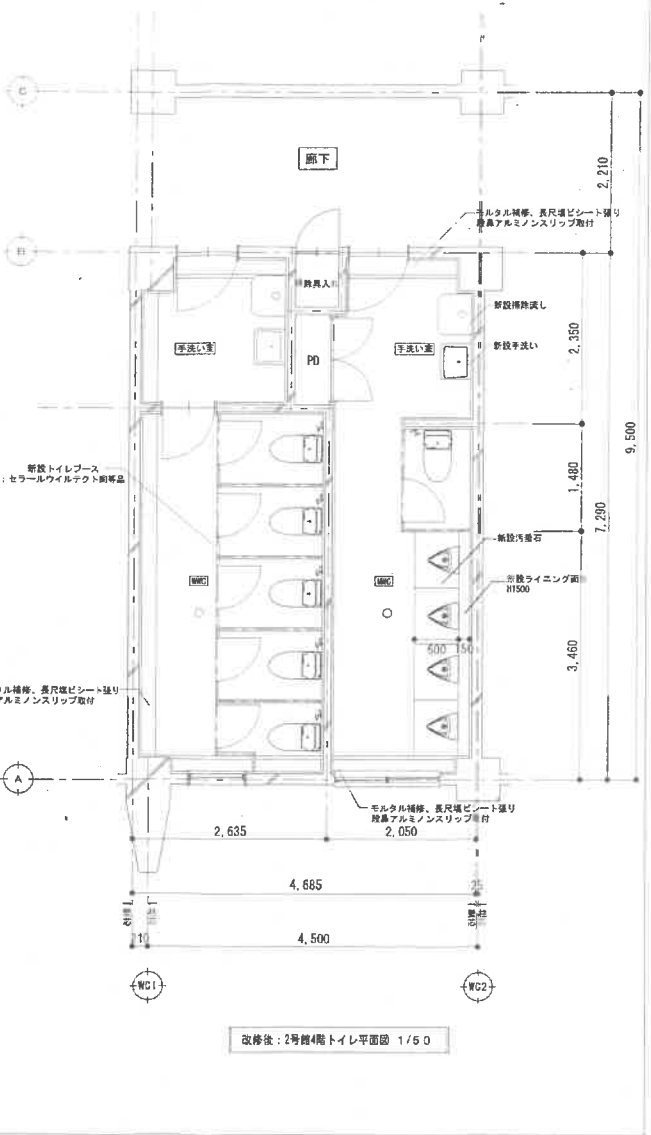 C
廊下
2,210
モルタル補修、長尺塩ビシート張り
段鼻アルミノンスリップ取付
B
掃除具入れ
新設掃除流し
手洗い室
手洗い室
新設手洗い
PD
2,350
9,500
新設トイレブース
:セラールウイルテクト同等品
1,480
7,290
新設汚垂石
新設ライニング面
H1500
WWC
MWC
600
150
3,460
ル補修、長尺塩ビシート張り
アルミノンスリップ取付
A
モルタル補修、長尺塩ビシート張り
段鼻アルミノンスリップ取付
2,635
2,050
4,685
25
210
4,500
WC1
WC2
改修後:2号館4階トイレ平面図 1/50